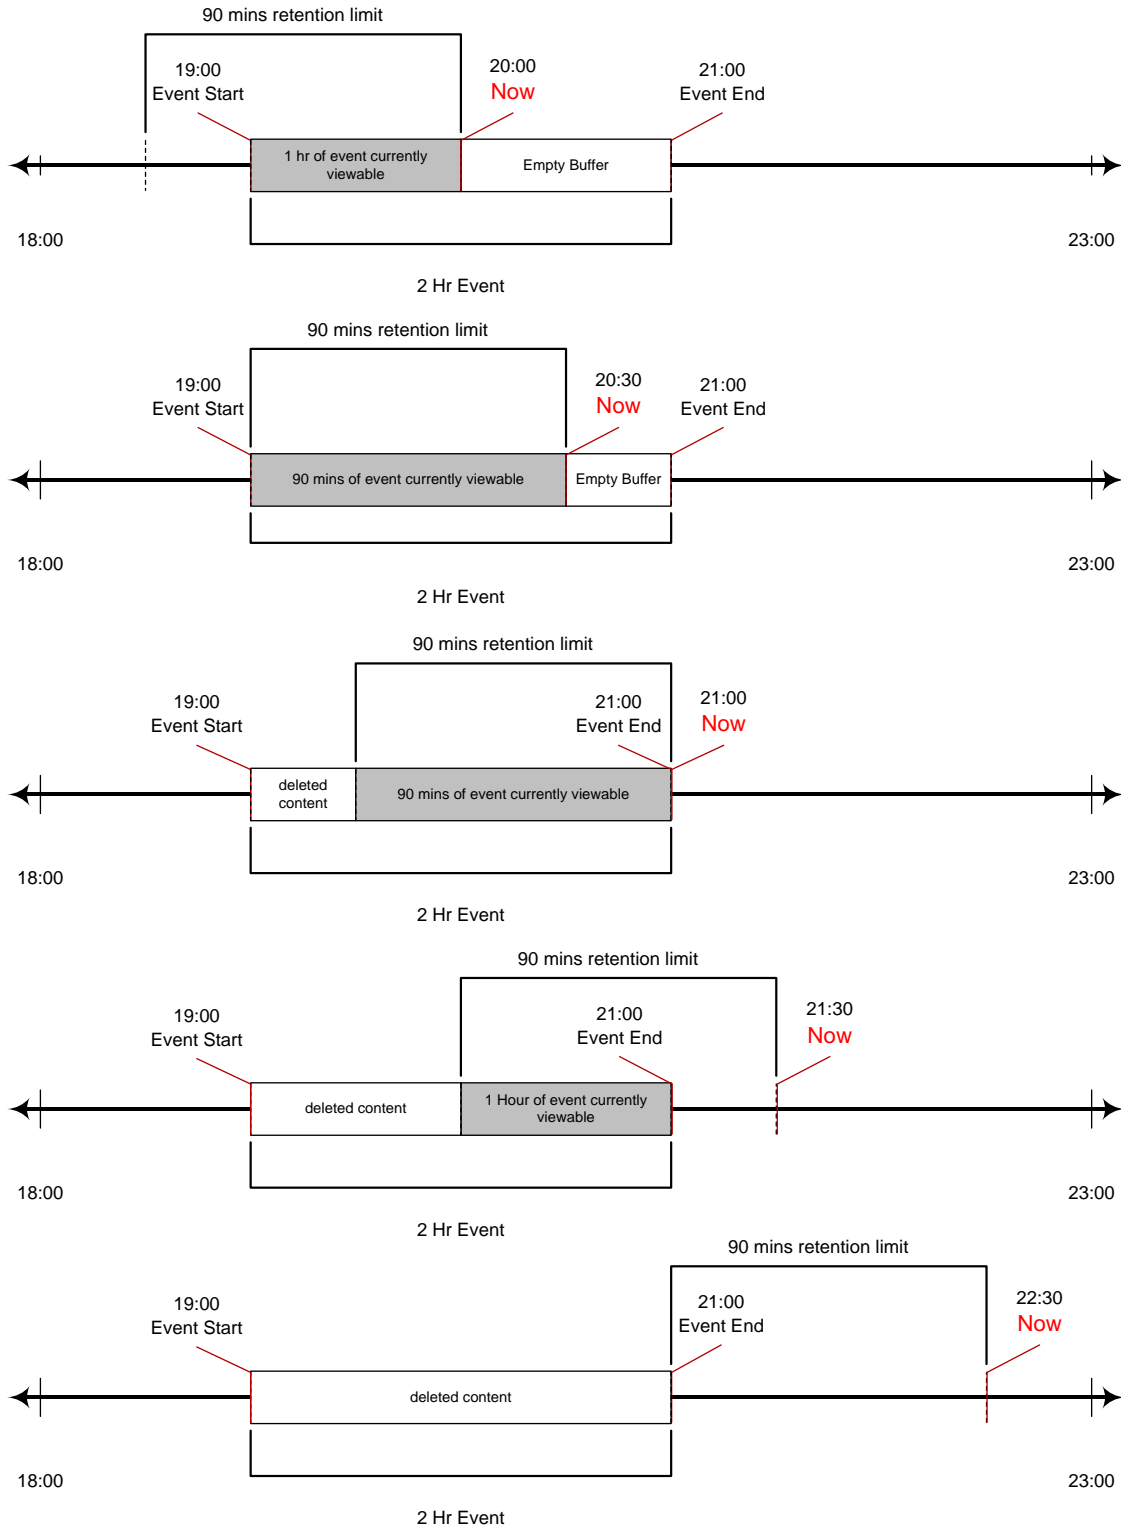 90 mins retention limit
19:00
Event Start
20:00
Now
21:00
Event End
1 hr of event currently
viewable
Empty Buffer
18:00
23:00
2 Hr Event
90 mins retention limit
19:00
Event Start
20:30
Now
21:00
Event End
90 mins of event currently viewable
Empty Buffer
18:00
23:00
2 Hr Event
90 mins retention limit
19:00
Event Start
21:00
Event End
21:00
Now
deleted
content
90 mins of event currently viewable
18:00
23:00
2 Hr Event
90 mins retention limit
19:00
Event Start
21:00
Event End
21:30
Now
deleted content
1 Hour of event currently
viewable
18:00
23:00
2 Hr Event
90 mins retention limit
19:00
Event Start
21:00
Event End
22:30
Now
deleted content
18:00
23:00
2 Hr Event